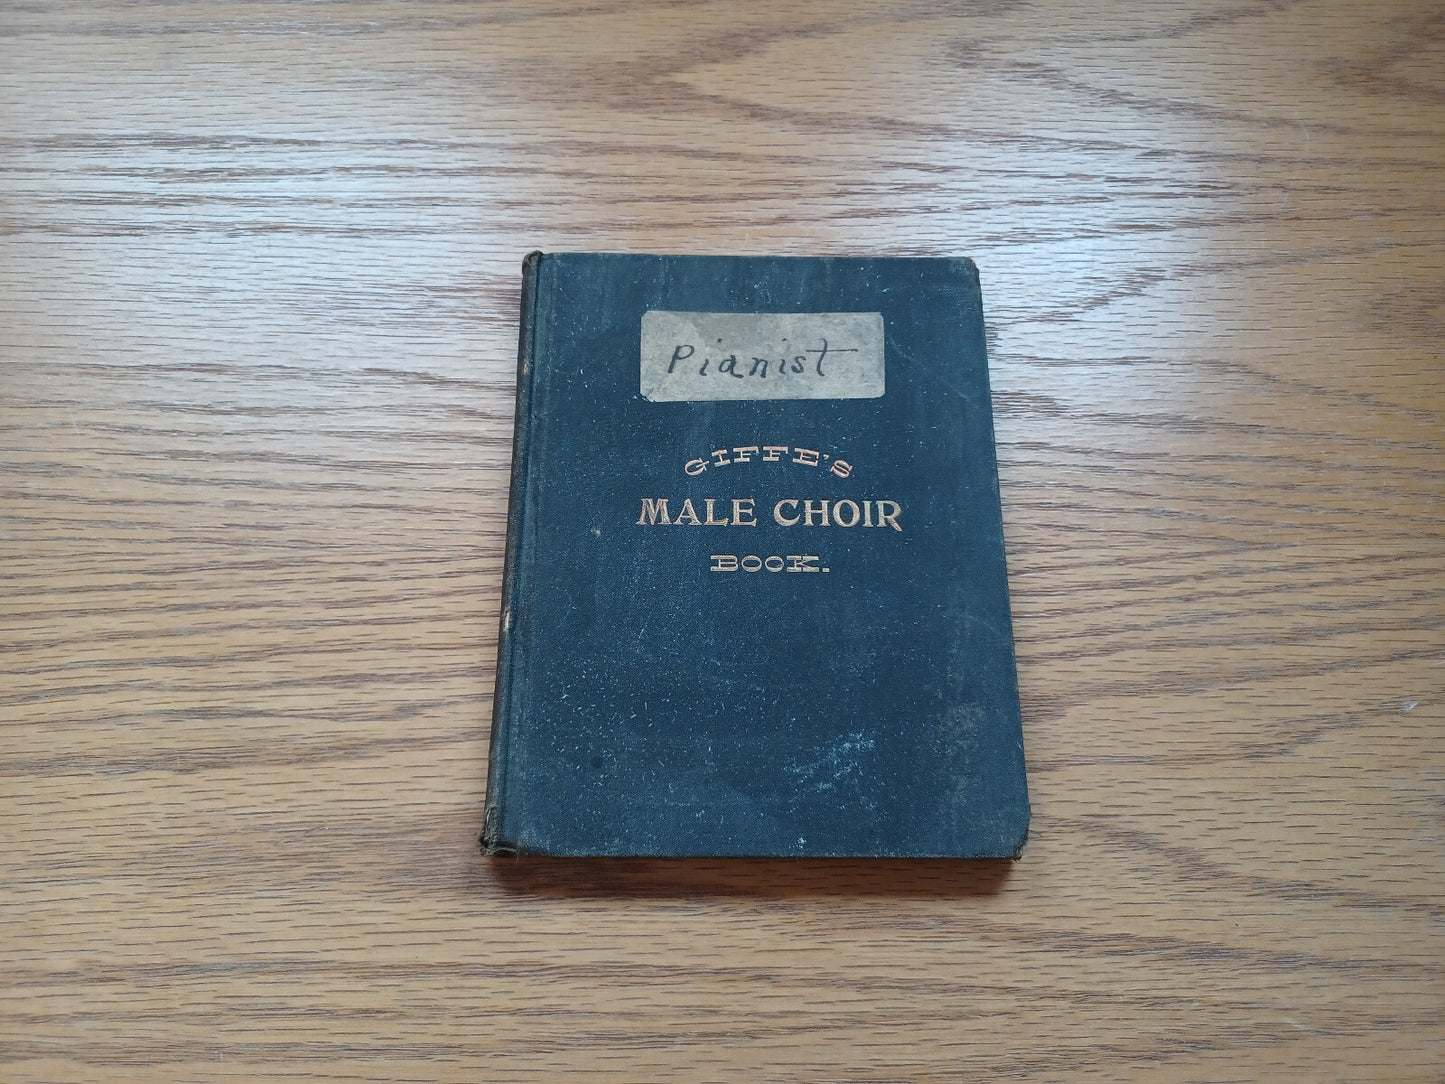 Pianist
GIFFE'S
MALE CHOIR
BOOK.